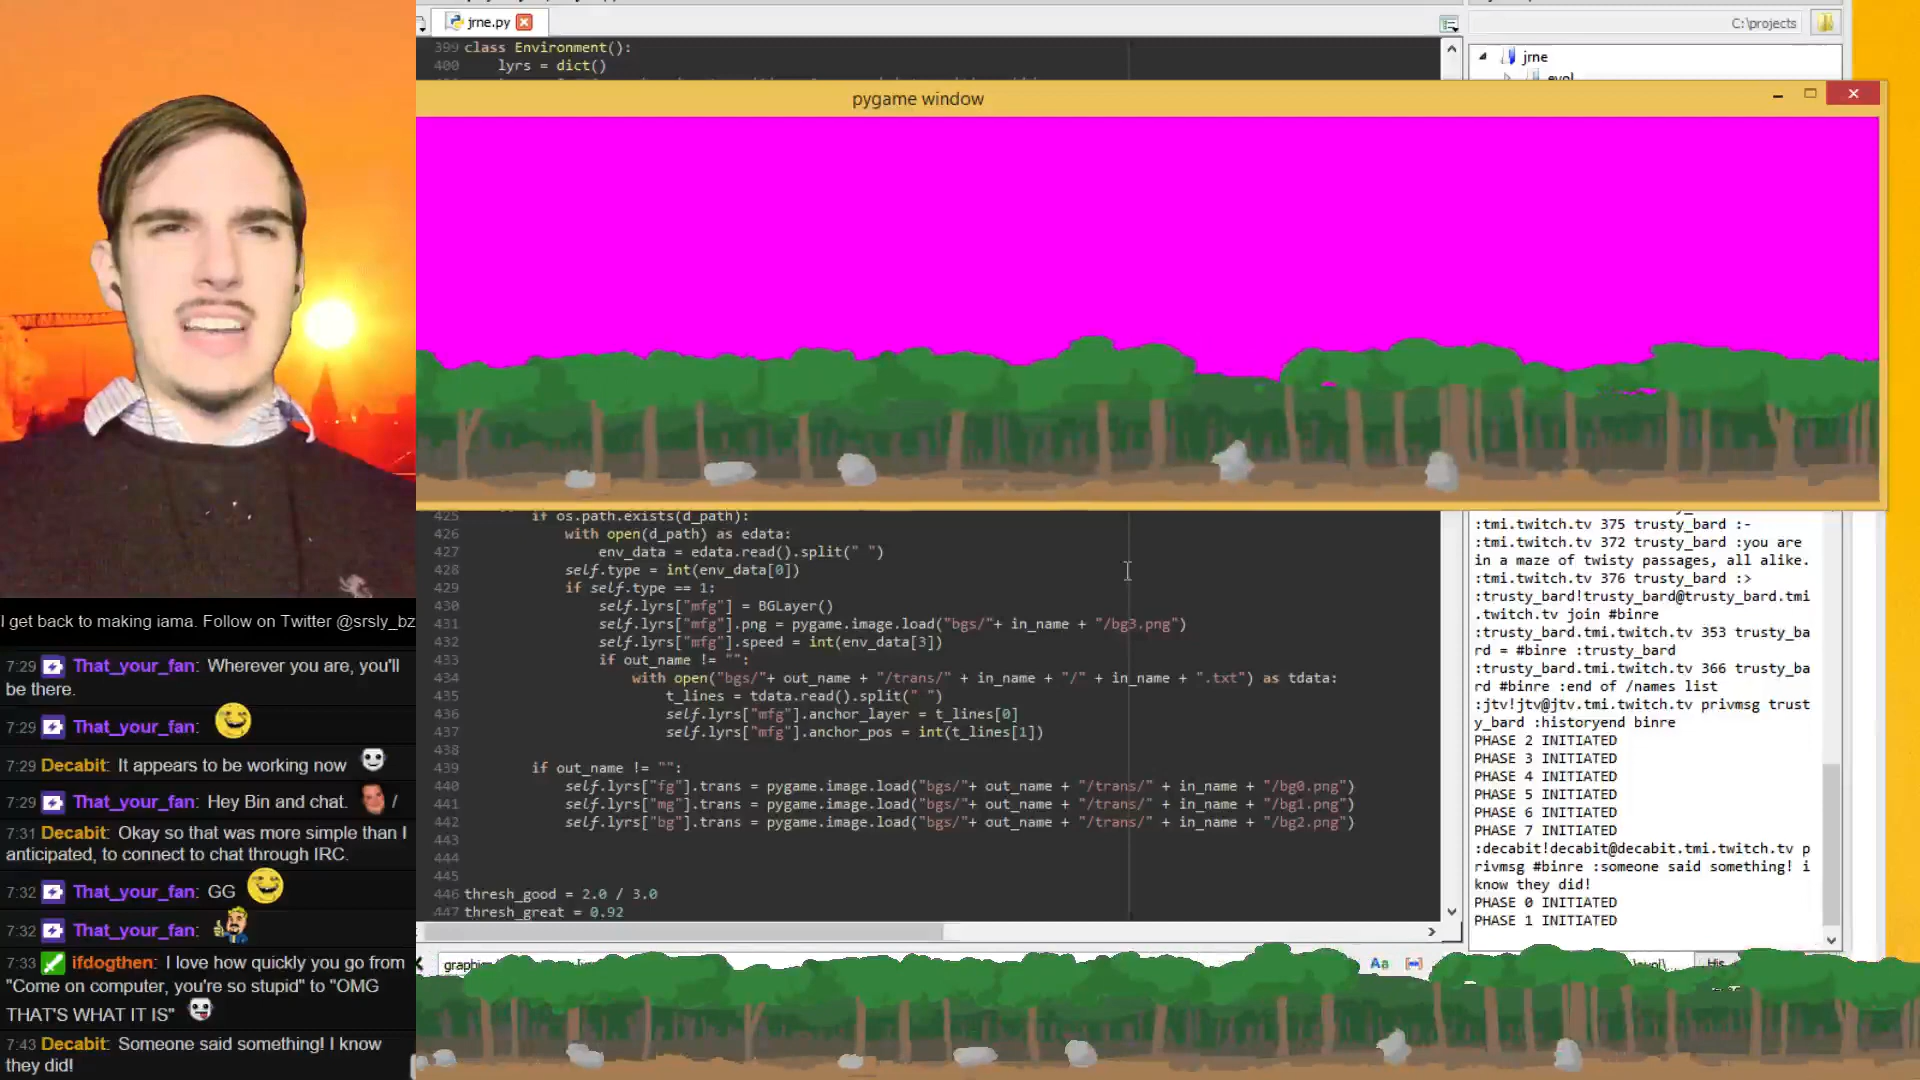 jrne.py
C:\projects
399 class Environment():
400 lyrs = dict()
jrne
evol
pygame window
425 if os.path.exists(d_path):
426 with open(d_path) as edata:
427 env_data = edata.read().split(" ")
428 self.type = int(env_data[0])
429 if self.type == 1:
430 self.lyrs["mfg"] = BGLayer()
431 self.lyrs["mfg"].png = pygame.image.load("bgs/"+ in_name + "/bg3.png")
432 self.lyrs["mfg"].speed = int(env_data[3])
433 if out_name != "":
434 with open("bgs/"+ out_name + "/trans/" + in_name + "/" + in_name + ".txt") as tdata:
435 t_lines = tdata.read().split(" ")
436 self.lyrs["mfg"].anchor_layer = t_lines[0]
437 self.lyrs["mfg"].anchor_pos = int(t_lines[1])
438
439 if out_name != "":
440 self.lyrs["fg"].trans = pygame.image.load("bgs/"+ out_name + "/trans/" + in_name + "/bg0.png")
441 self.lyrs["mg"].trans = pygame.image.load("bgs/"+ out_name + "/trans/" + in_name + "/bg1.png")
442 self.lyrs["bg"].trans = pygame.image.load("bgs/"+ out_name + "/trans/" + in_name + "/bg2.png")
443
444
445
446 thresh_good = 2.0 / 3.0
447 thresh_great = 0.92
:tmi.twitch.tv 375 trusty_bard :-
:tmi.twitch.tv 372 trusty_bard :you are
in a maze of twisty passages, all alike.
:tmi.twitch.tv 376 trusty_bard :>
:trusty_bard!trusty_bard@trusty_bard.tmi
.twitch.tv join #binre
:trusty_bard.tmi.twitch.tv 353 trusty_ba
rd = #binre :trusty_bard
:trusty_bard.tmi.twitch.tv 366 trusty_ba
rd #binre :end of /names list
:jtv!jtv@jtv.tmi.twitch.tv privmsg trust
y_bard :historyend binre
PHASE 2 INITIATED
PHASE 3 INITIATED
PHASE 4 INITIATED
PHASE 5 INITIATED
PHASE 6 INITIATED
PHASE 7 INITIATED
:decabit!decabit@decabit.tmi.twitch.tv p
rivmsg #binre :someone said something! i
know they did!
PHASE 0 INITIATED
PHASE 1 INITIATED
Aa
I get back to making iama. Follow on Twitter @srsly_bz
7:29 That_your_fan: Wherever you are, you'll
be there.
7:29 That_your_fan:
7:29 Decabit: It appears to be working now
7:29 That_your_fan: Hey Bin and chat. /
7:31 Decabit: Okay so that was more simple than I
anticipated, to connect to chat through IRC.
7:32 That_your_fan: GG
7:32 That_your_fan:
7:33 ifdogthen: I love how quickly you go from
"Come on computer, you're so stupid" to "OMG
THAT'S WHAT IT IS"
7:43 Decabit: Someone said something! I know
they did!